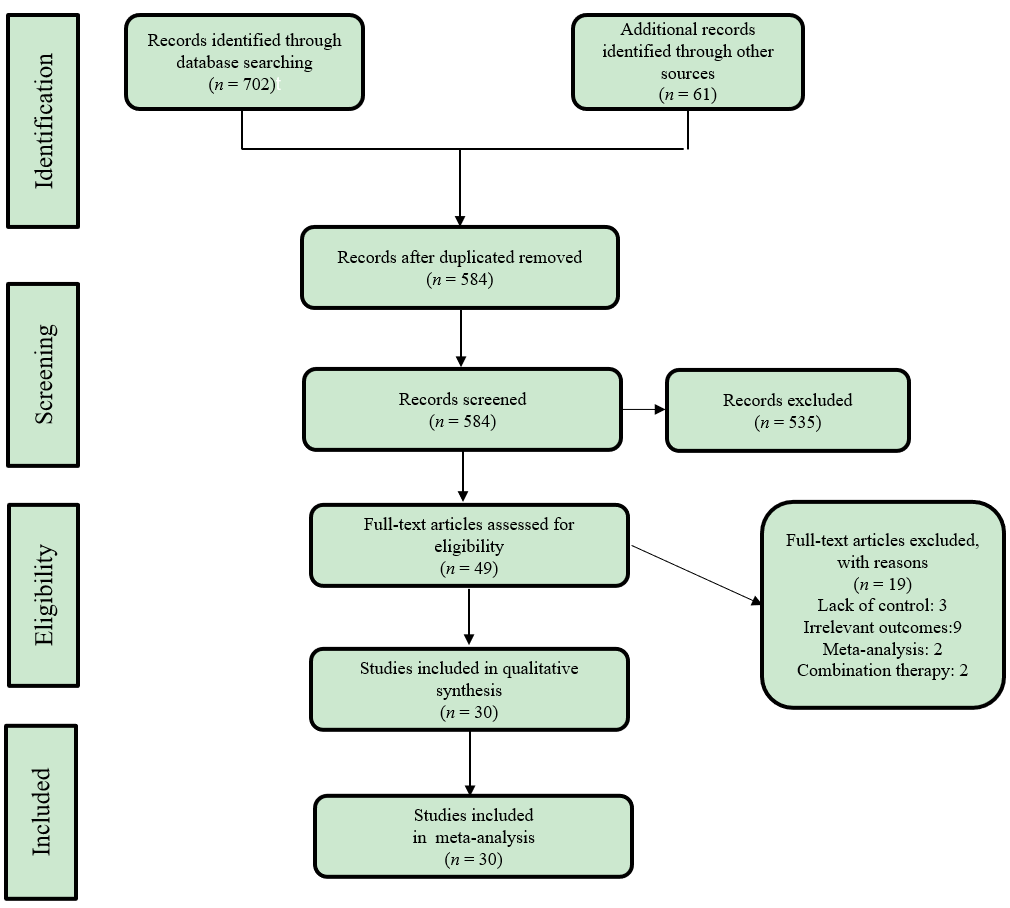 Identification
Records identified through
database searching
(n = 702)
Additional records
identified through other
sources
(n = 61)
Records after duplicated removed
(n = 584)
Screening
Records screened
(n = 584)
Records excluded
(n = 535)
Eligibility
Full-text articles assessed for
eligibility
(n = 49)
Full-text articles excluded,
with reasons
(n = 19)
Lack of control: 3
Irrelevant outcomes:9
Meta-analysis: 2
Combination therapy: 2
Studies included in qualitative
synthesis
(n = 30)
Included
Studies included
in meta-analysis
(n = 30)